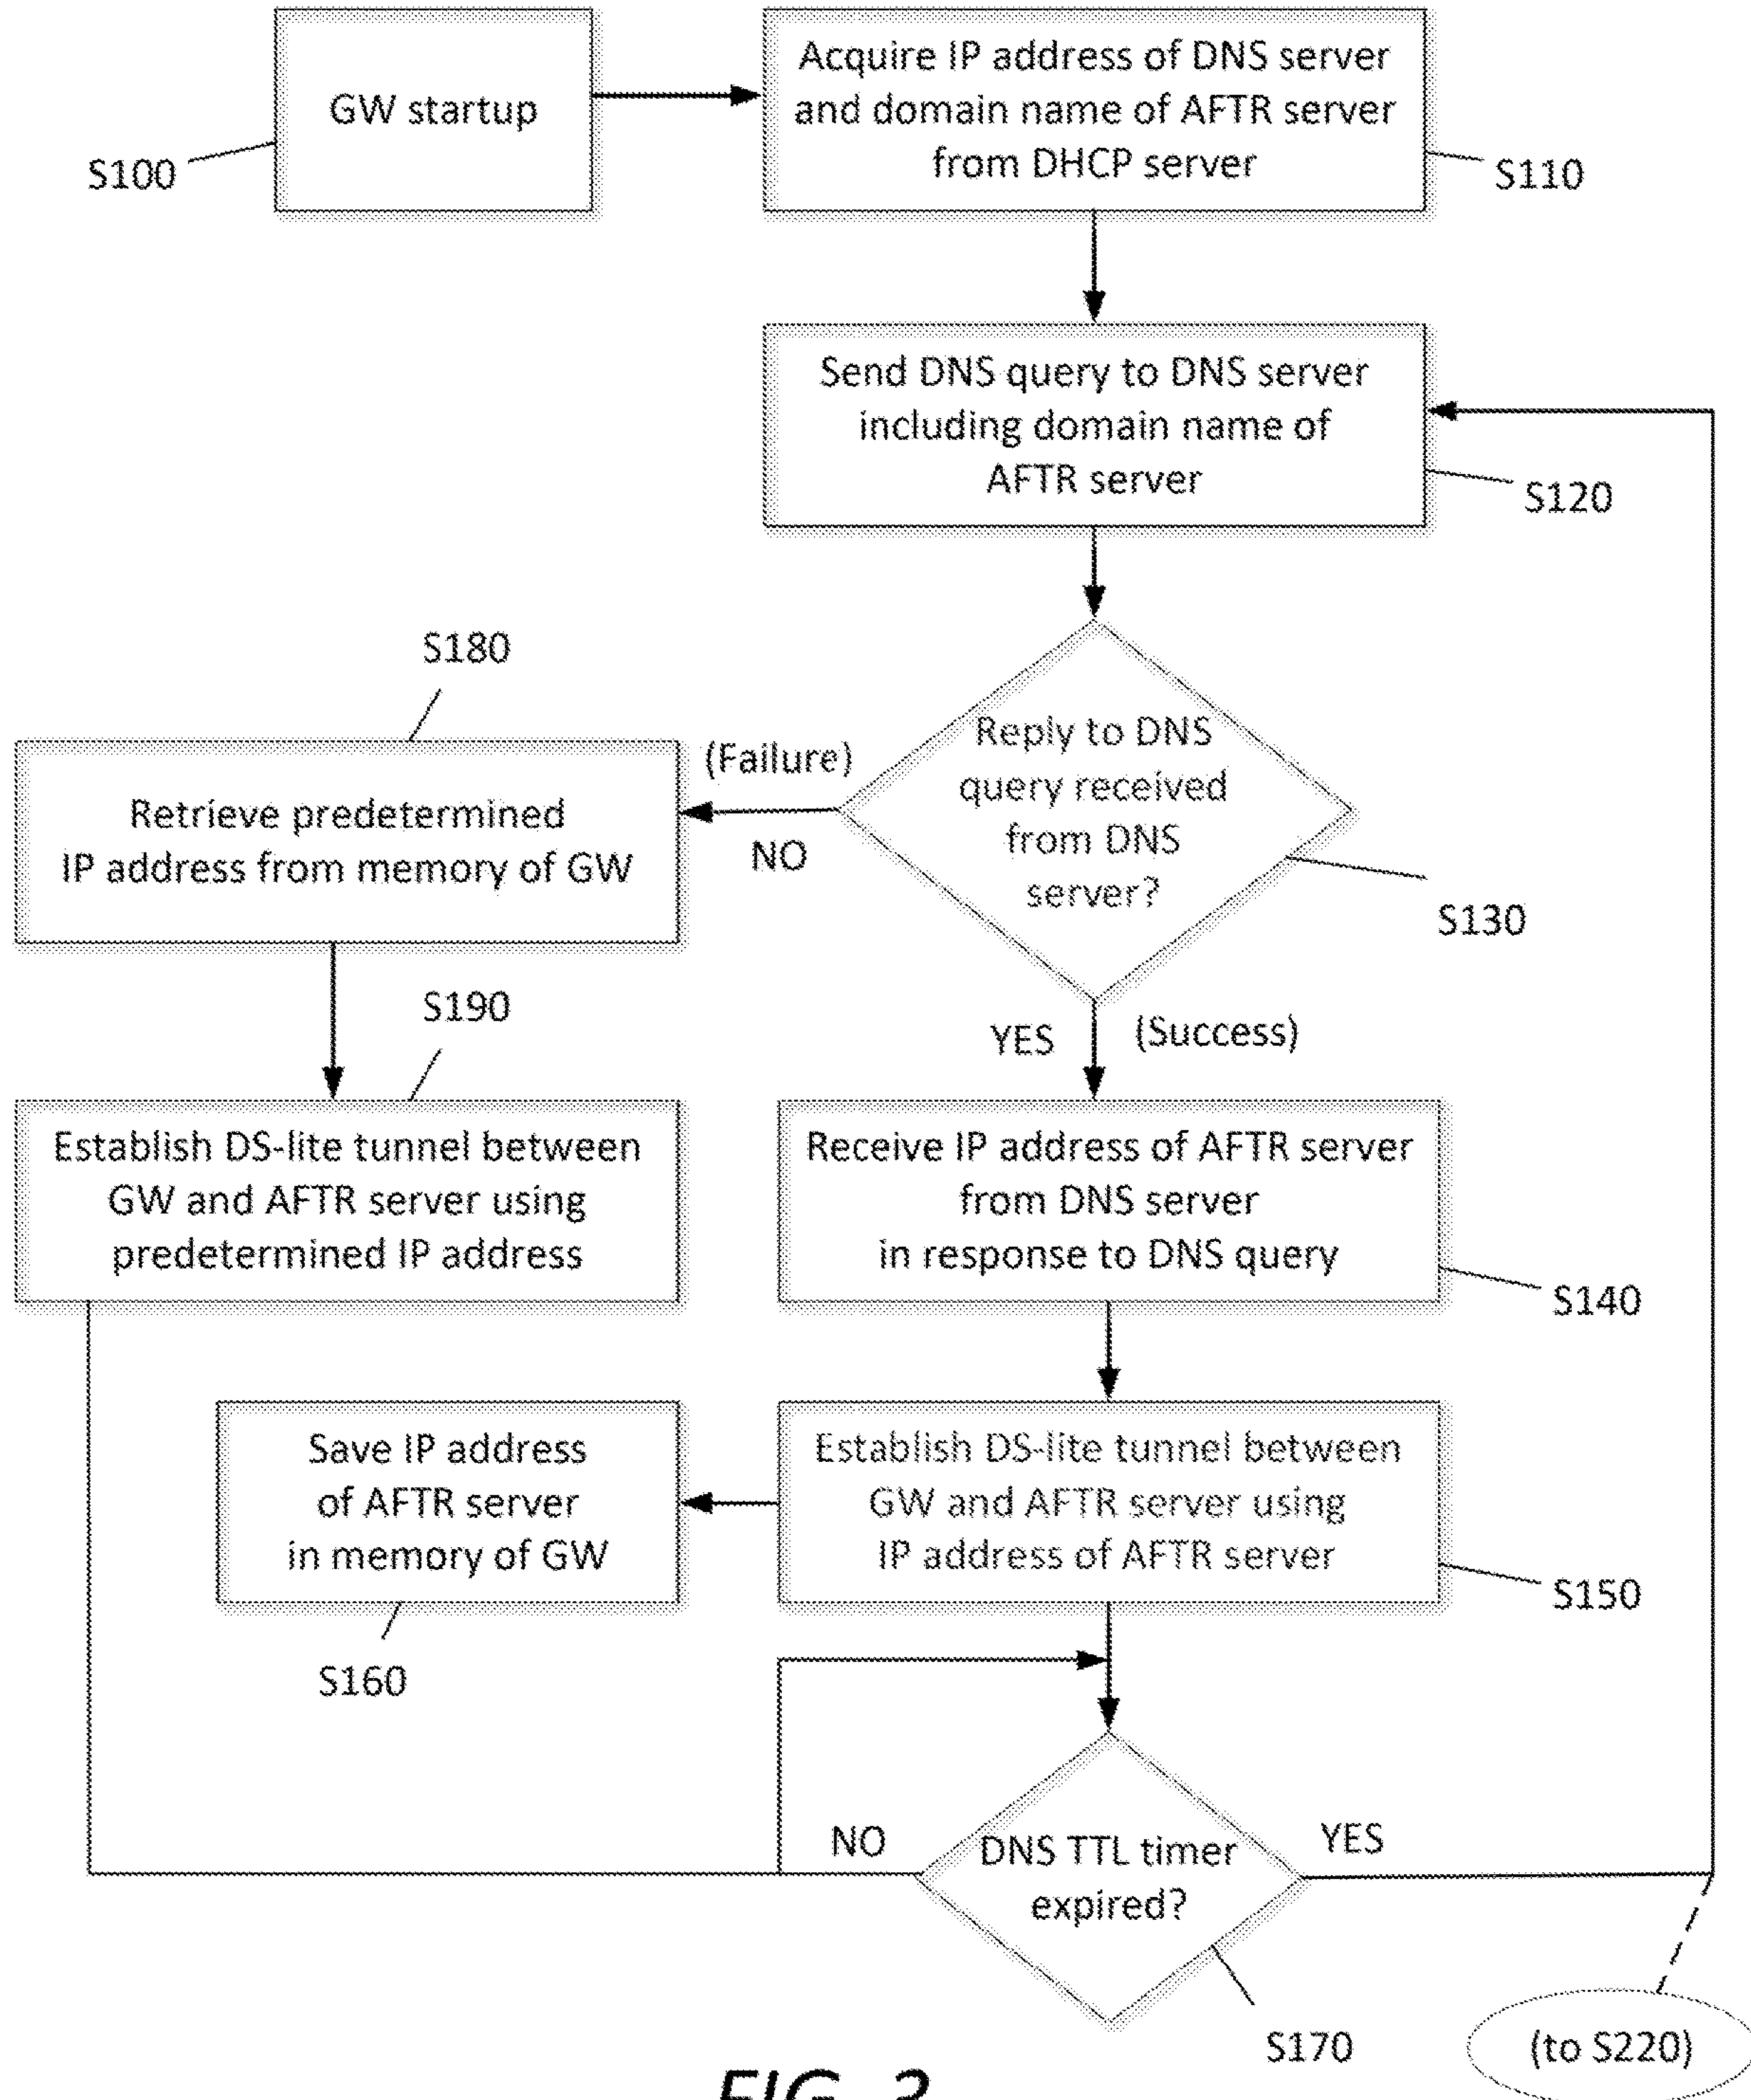 GW startup
S100
Acquire IP address of DNS server
and domain name of AFTR server
from DHCP server
S110
Send DNS query to DNS server
including domain name of
AFTR server
S120
S180
Retrieve predetermined
IP address from memory of GW
(Failure)
NO
Reply to DNS
query received
from DNS
server?
S130
YES
(Success)
S190
Establish DS-lite tunnel between
GW and AFTR server using
predetermined IP address
Receive IP address of AFTR server
from DNS server
in response to DNS query
S140
Save IP address
of AFTR server
in memory of GW
S160
Establish DS-lite tunnel between
GW and AFTR server using
IP address of AFTR server
S150
NO
DNS TTL timer
expired?
YES
S170
(to S220)
FIG.